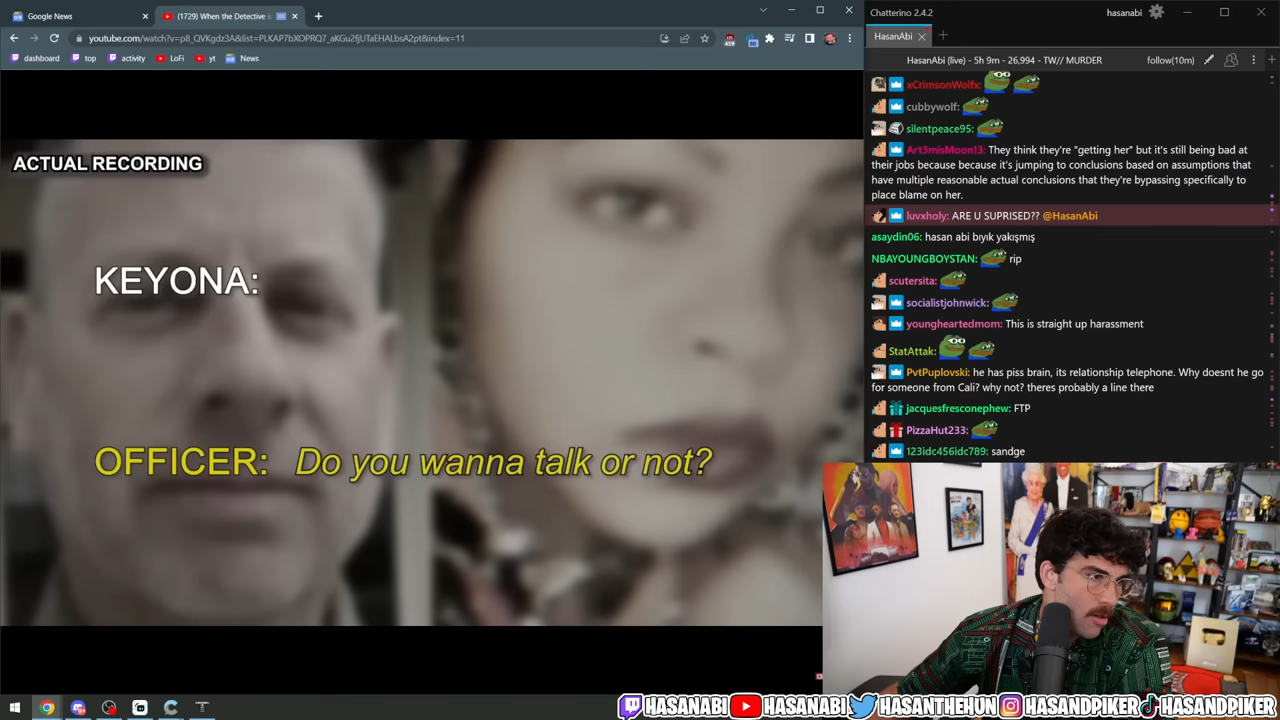 Google News
(1729) When the Detective is
youtube.com/watch?v=p8_QVKgdz3A&list=PLKAP7bXOPRQ7_aKGu2fjUTaEHALbsA2pt&index=11
459
80
dashboard
top
activity
LoFi
yt
News
ACTUAL RECORDING
KEYONA:
OFFICER: Do you wanna talk or not?
Chatterino 2.4.2
hasanabi
HasanAbi
HasanAbi (live) - 5h 9m - 26,994 - TW// MURDER
follow(10m)
xCrimsonWolfx:
cubbywolf:
silentpeace95:
Art3misMoon13: They think they're "getting her" but it's still being bad at
their jobs because because it's jumping to conclusions based on assumptions that
have multiple reasonable actual conclusions that they're bypassing specifically to
place blame on her.
luvxholy: ARE U SUPRISED?? @HasanAbi
asaydin06: hasan abi bıyık yakışmış
NBAYOUNGBOYSTAN: rip
scutersita:
socialistjohnwick:
youngheartedmom: This is straight up harassment
StatAttak:
PvtPuplovski: he has piss brain, its relationship telephone. Why doesnt he go
for someone from Cali? why not? theres probably a line there
jacquesfresconephew: FTP
PizzaHut233:
123idc456idc789: sandge
HASANABI
HASANABI
HASANTHEHUN
HASANDPIKER
HASANDPIKER